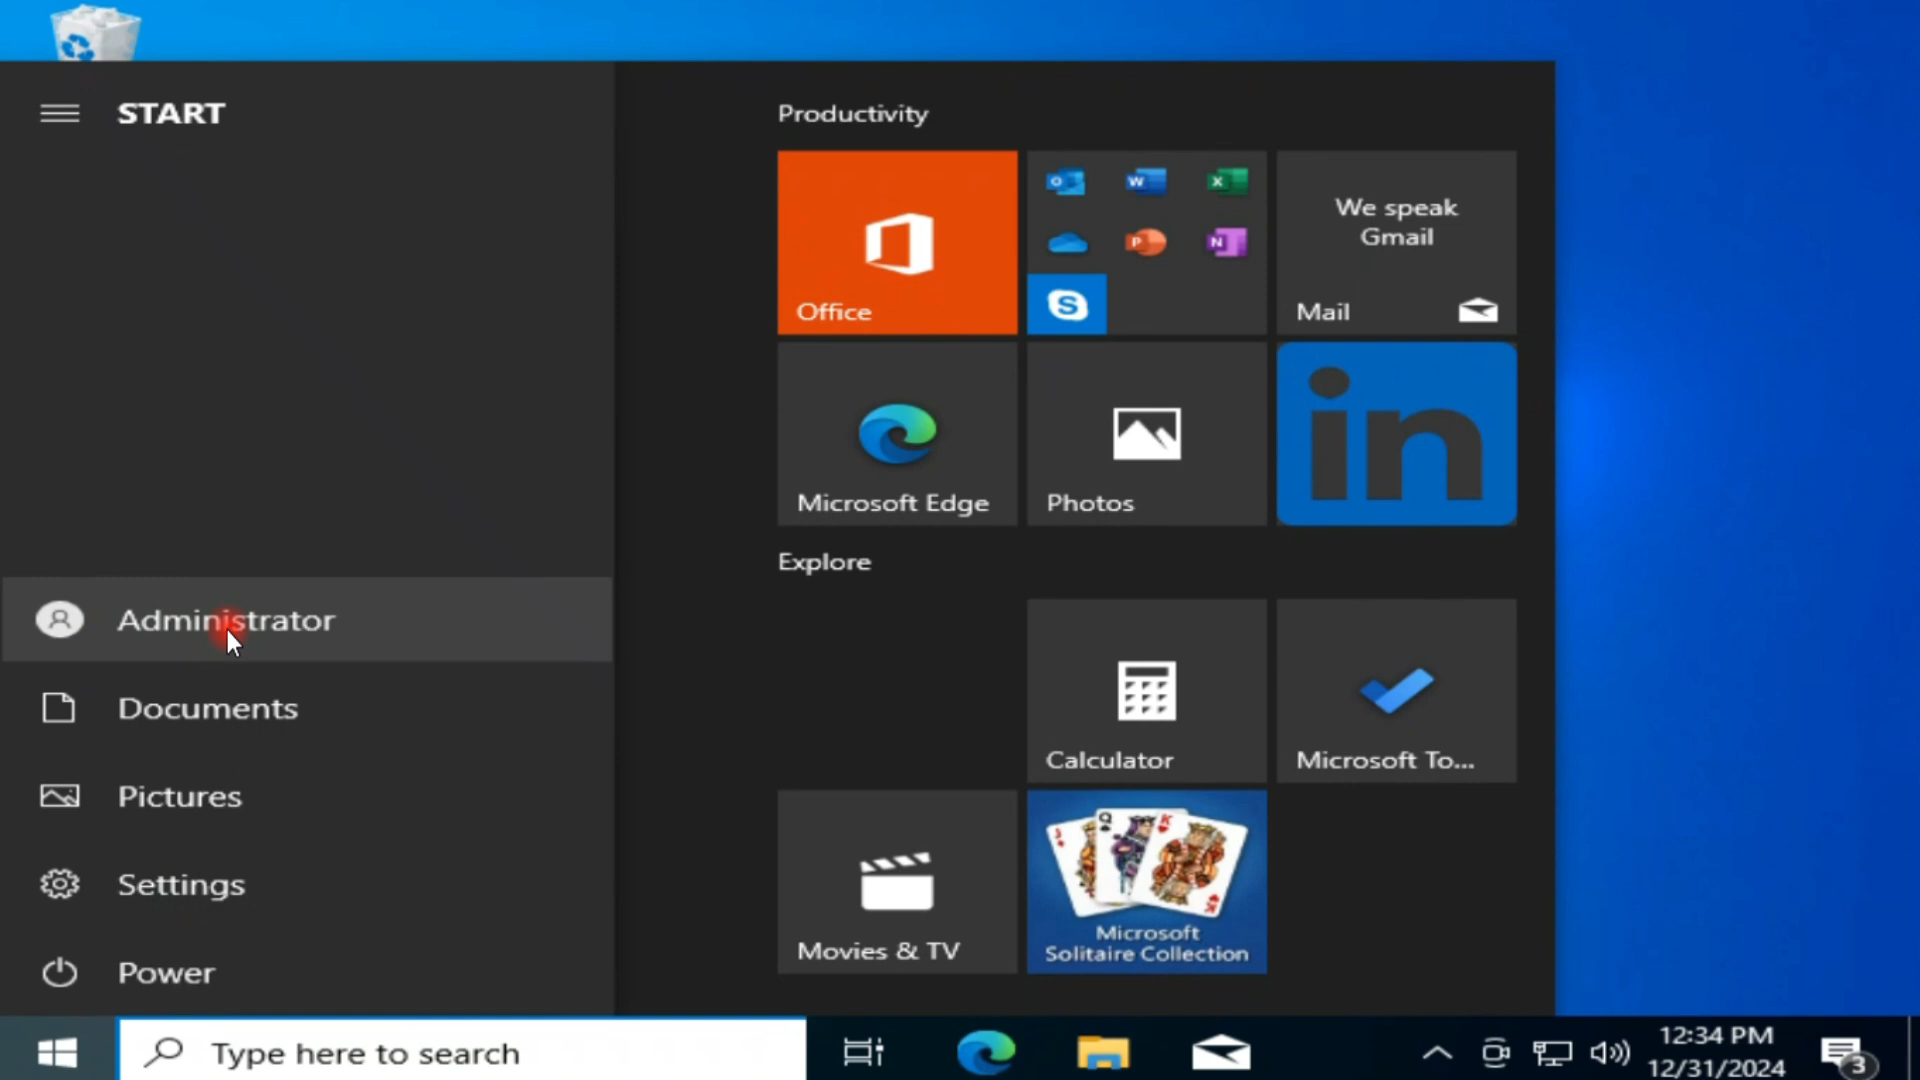 START
Administrator
Documents
Pictures
Settings
Power
Productivity
Office
We speak
Gmail
Mail
Microsoft Edge
Photos
in
Explore
Calculator
Microsoft To...
Movies & TV
Microsoft
Solitaire Collection
Type here to search
12:34 PM
12/31/2024
3